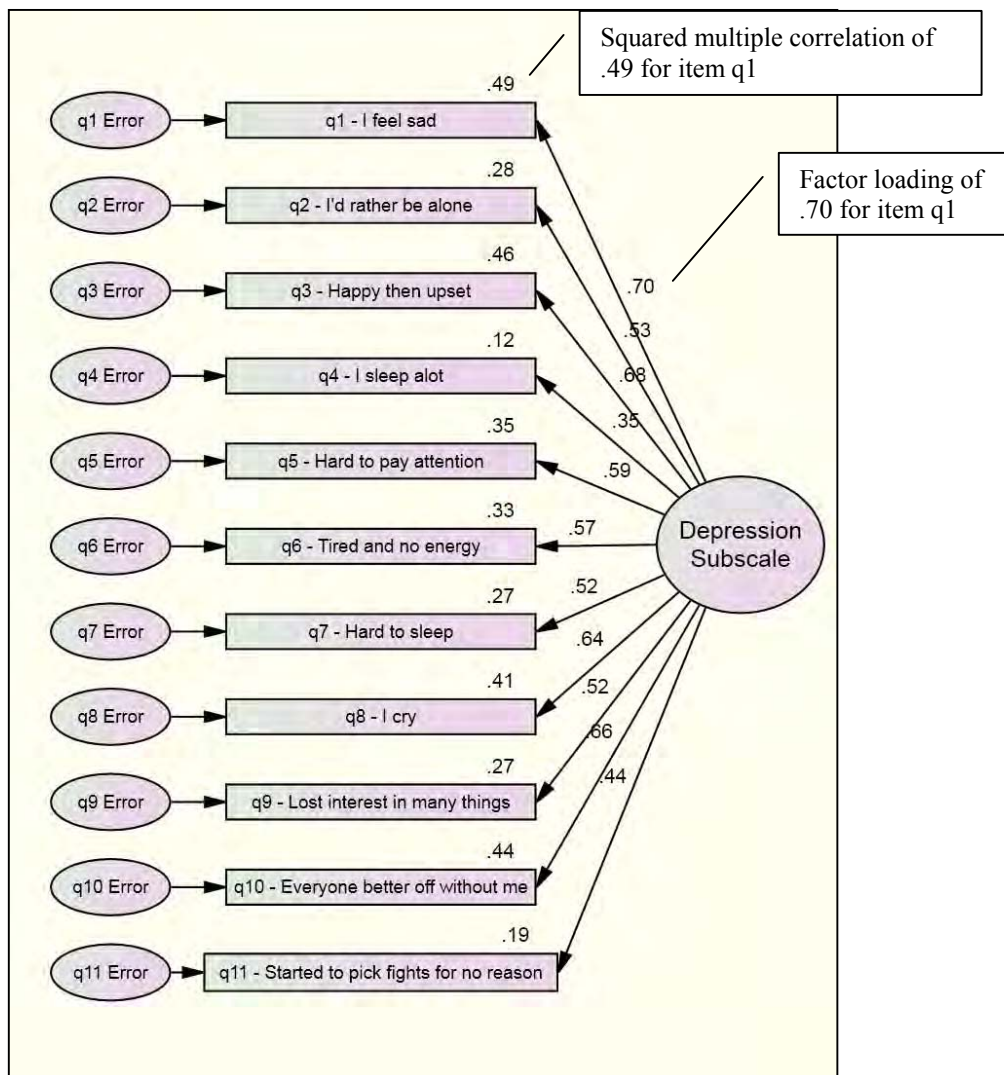 Squared multiple correlation of
.49 for item q1
.49
q1 Error
q1 - I feel sad
Factor loading of
.70 for item q1
.28
q2 Error
q2 - I'd rather be alone
.46
q3 Error
q3 - Happy then upset
.70
.12
.53
q4 Error
q4 - I sleep alot
.68
.35
.35
q5 Error
q5 - Hard to pay attention
.59
.33
q6 Error
q6 - Tired and no energy
.57
Depression
Subscale
.27
q7 Error
q7 - Hard to sleep
.52
.64
.41
q8 Error
q8 - I cry
.52
.66
.27
q9 Error
q9 - Lost interest in many things
.44
.44
q10 Error
q10 - Everyone better off without me
.19
q11 Error
q11 - Started to pick fights for no reason